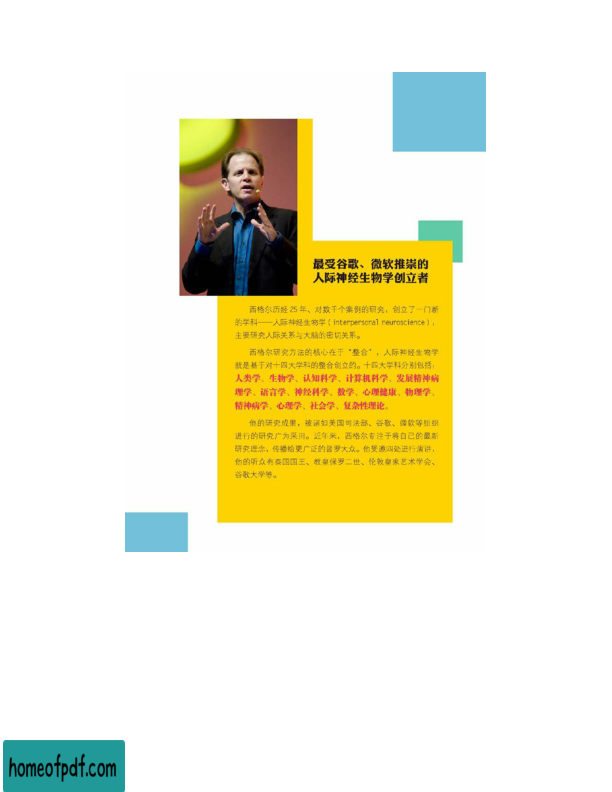 最受谷歌、微软推崇的
人际神经生物学创立者
西格尔历经 25 年、对数千个案例的研究，创立了一门新
的学科——人际神经生物学（interpersonal neuroscience），
主要研究人际关系与大脑的密切关系。
西格尔研究方法的核心在于“整合”，人际神经生物学
就是基于对十四大学科的整合创立的。十四大学科分别包括：
人类学、生物学、认知科学、计算机科学、发展精神病
理学、语言学、神经科学、数学、心理健康、物理学、
精神病学、心理学、社会学、复杂性理论。
他的研究成果，被诸如美国司法部、谷歌、微软等组织
进行的研究广为采用。近年来，西格尔专注于将自己的最新
研究理念，传播给更广泛的普罗大众。他受邀四处进行演讲，
他的听众有泰国国王、教皇保罗二世、伦敦皇家艺术学会、
谷歌大学等。
homeofpdf.com